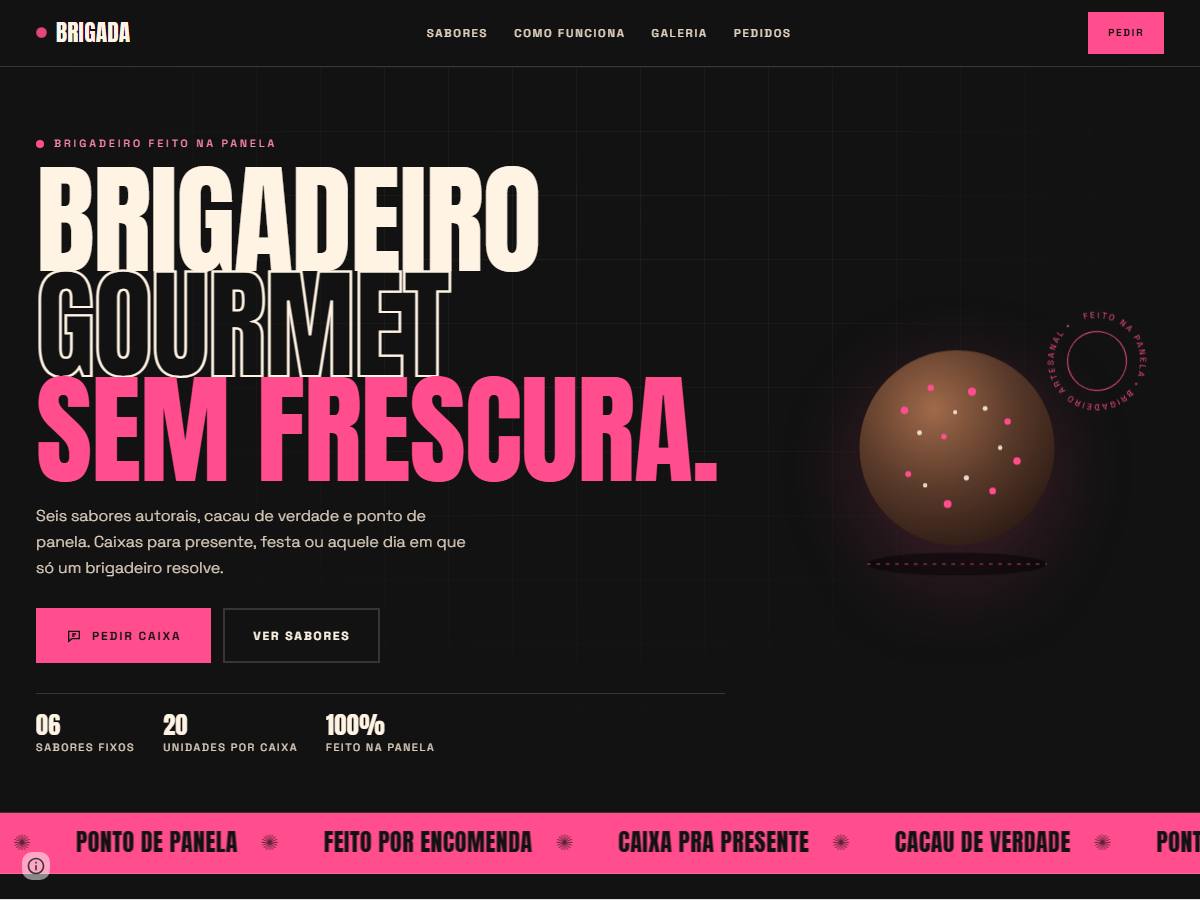 BRIGADA
SABORES COMO FUNCIONA GALERIA PEDIDOS
PEDIR
BRIGADEIRO FEITO NA PANELA
BRIGADEIRO
GOURMET
SEM FRESCURA.
FEITO NA PANELA • BRIGADEIRO ARTESANAL •
Seis sabores autorais, cacau de verdade e ponto de
panela. Caixas para presente, festa ou aquele dia em que
só um brigadeiro resolve.
PEDIR CAIXA
VER SABORES
06
SABORES FIXOS
20
UNIDADES POR CAIXA
100%
FEITO NA PANELA
PONTO DE PANELA FEITO POR ENCOMENDA CAIXA PRA PRESENTE CACAU DE VERDADE PONT